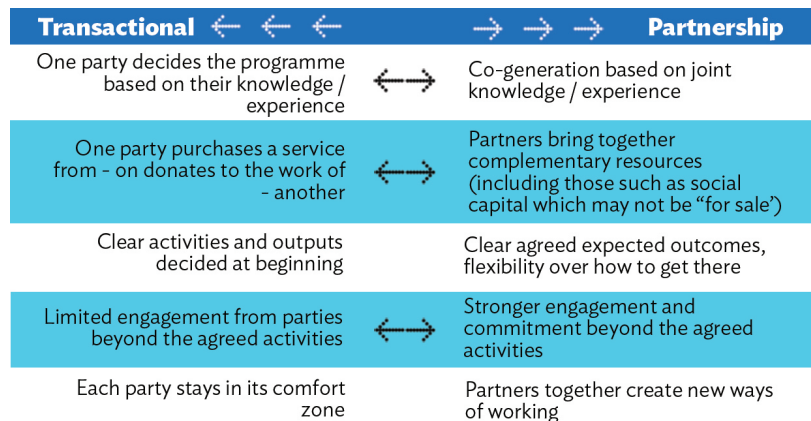 Transactional
Partnership
One party decides the programme
based on their knowledge /
experience
Co-generation based on joint
knowledge / experience
One party purchases a service
from - on donates to the work of
- another
Partners bring together
complementary resources
(including those such as social
capital which may not be “for sale’)
Clear activities and outputs
decided at beginning
Clear agreed expected outcomes,
flexibility over how to get there
Limited engagement from parties
beyond the agreed activities
Stronger engagement and
commitment beyond the agreed
activities
Each party stays in its comfort
zone
Partners together create new ways
of working